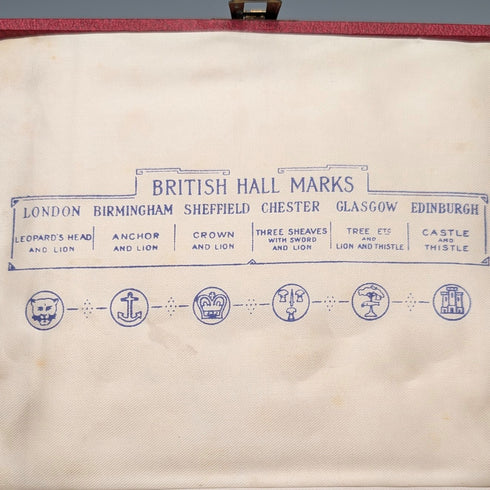 BRITISH HALL MARKS
LONDON BIRMINGHAM SHEFFIELD CHESTER GLASGOW EDINBURGH
LEOPARD'S HEAD AND LION
ANCHOR AND LION
CROWN AND LION
THREE SHEAVES WITH SWORD AND LION
TREE ETC AND LION AND THISTLE
CASTLE AND THISTLE